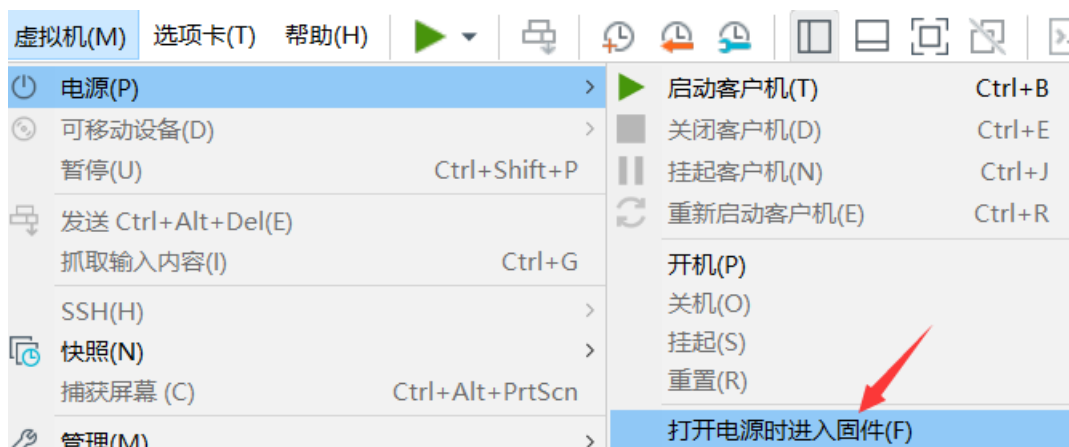 虚拟机(M) 选项卡(T) 帮助(H)
电源(P)
可移动设备(D)
暂停(U) Ctrl+Shift+P
发送 Ctrl+Alt+Del(E)
抓取输入内容(I) Ctrl+G
SSH(H)
快照(N)
捕获屏幕 (C) Ctrl+Alt+PrtScn
管理(M)
启动客户机(T) Ctrl+B
关闭客户机(D) Ctrl+E
挂起客户机(N) Ctrl+J
重新启动客户机(E) Ctrl+R
开机(P)
关机(O)
挂起(S)
重置(R)
打开电源时进入固件(F)